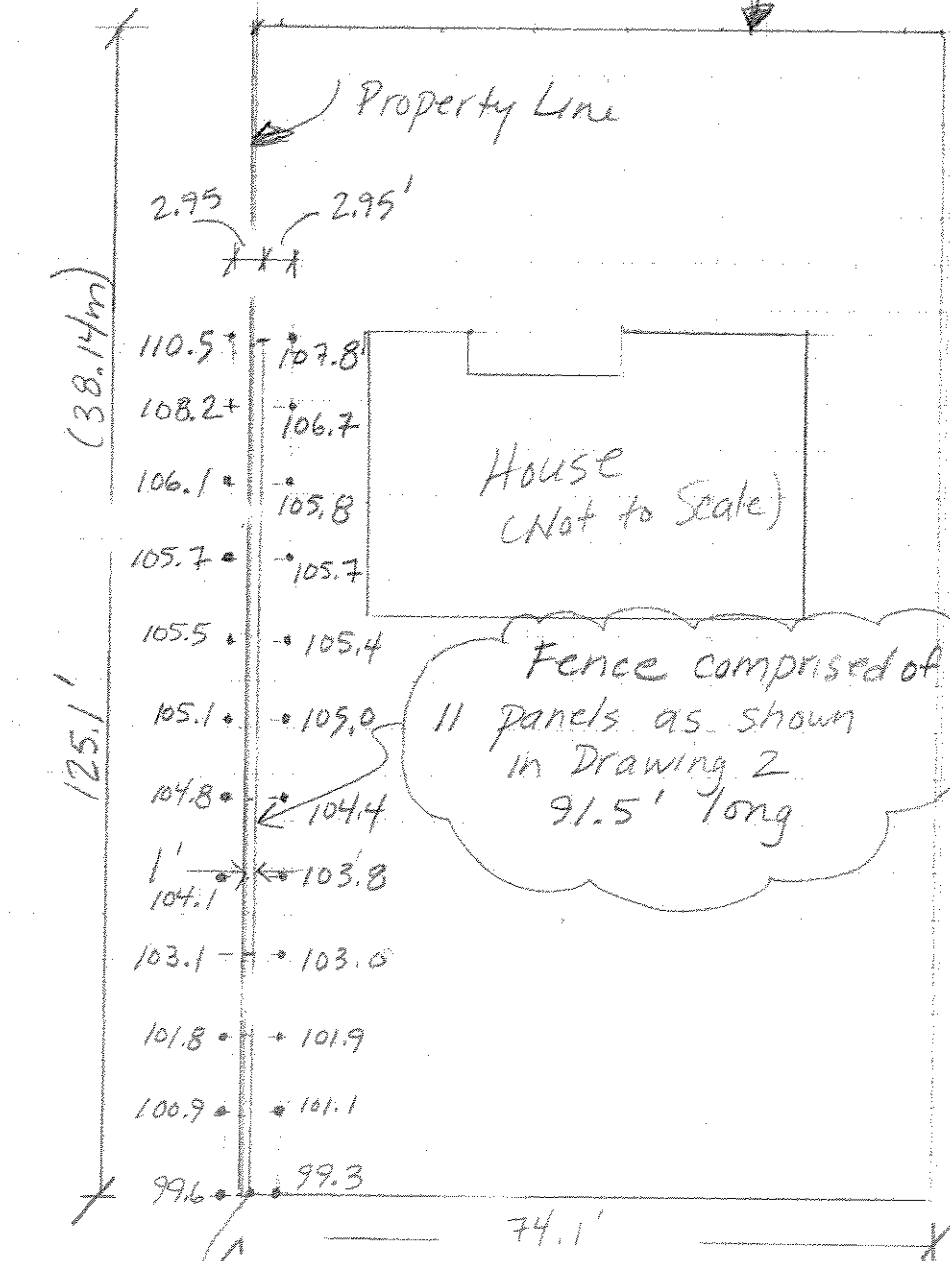 Property Line
2.95 2.95'
110.5 107.8'
108.2 106.7
106.1 105.8
105.7 105.7
105.5 105.4
105.1 105.0
104.8 104.4
1'
104.1 103.8
103.1 103.0
101.8 101.9
100.9 101.1
99.6 99.3
74.1'
(38.14m)
125.1'
House
(Not to Scale)
Fence comprised of
11 panels as shown
in Drawing 2
91.5' long